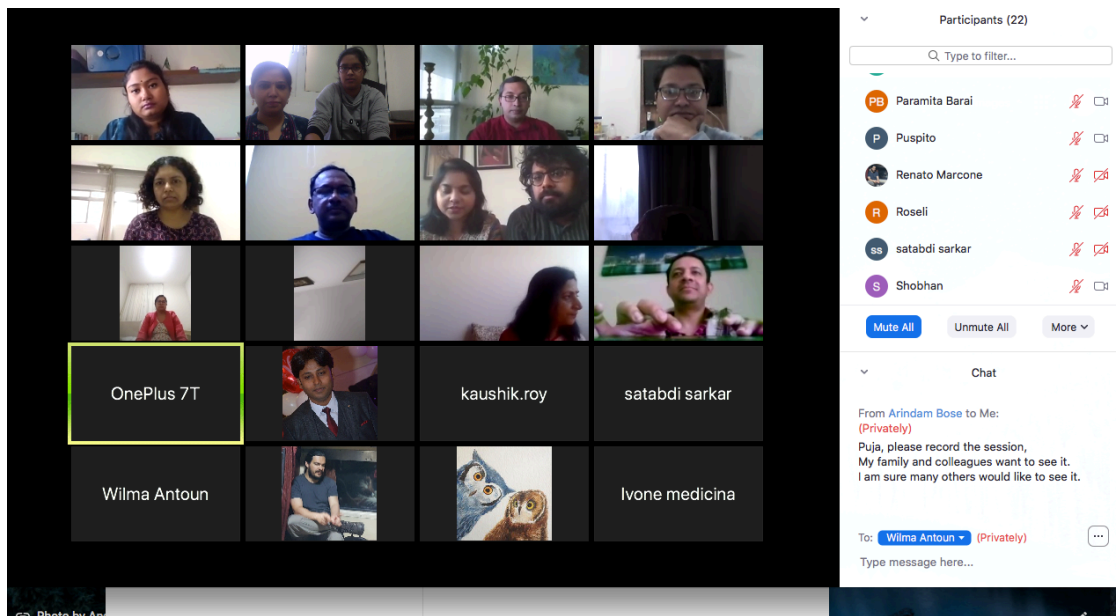 Participants (22)
Type to filter...
PB Paramita Barai
P Puspito
Renato Marcone
R Roseli
ss satabdi sarkar
S Shobhan
Mute All Unmute All More
Chat
From Arindam Bose to Me:
(Privately)
Puja, please record the session,
My family and colleagues want to see it.
I am sure many others would like to see it.
To: Wilma Antoun (Privately)
Type message here...
OnePlus 7T
kaushik.roy
satabdi sarkar
Wilma Antoun
Ivone medicina
Photo by